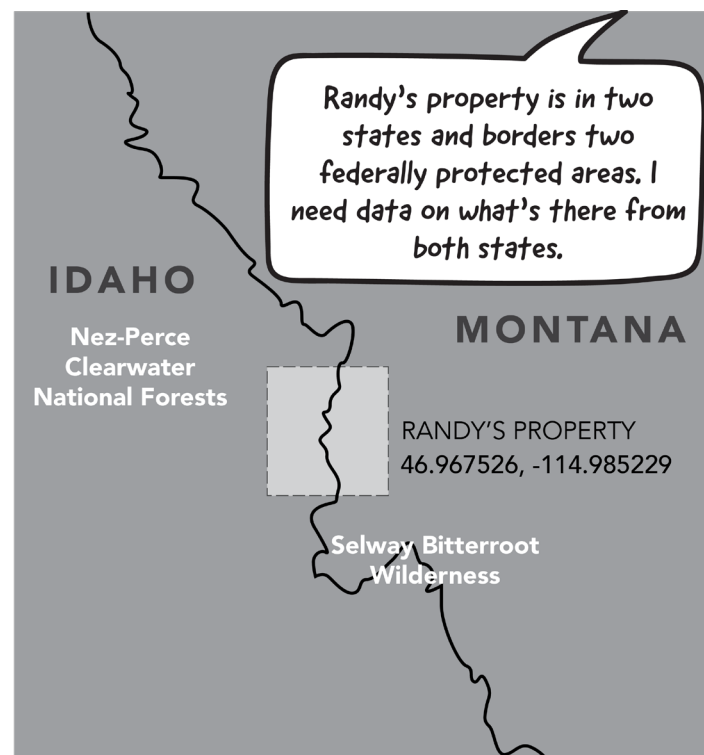 Randy's property is in two
states and borders two
federally protected areas. I
need data on what's there from
both states.
IDAHO
MONTANA
Nez-Perce
Clearwater
National Forests
RANDY'S PROPERTY
46.967526, -114.985229
Selway Bitterroot
Wilderness